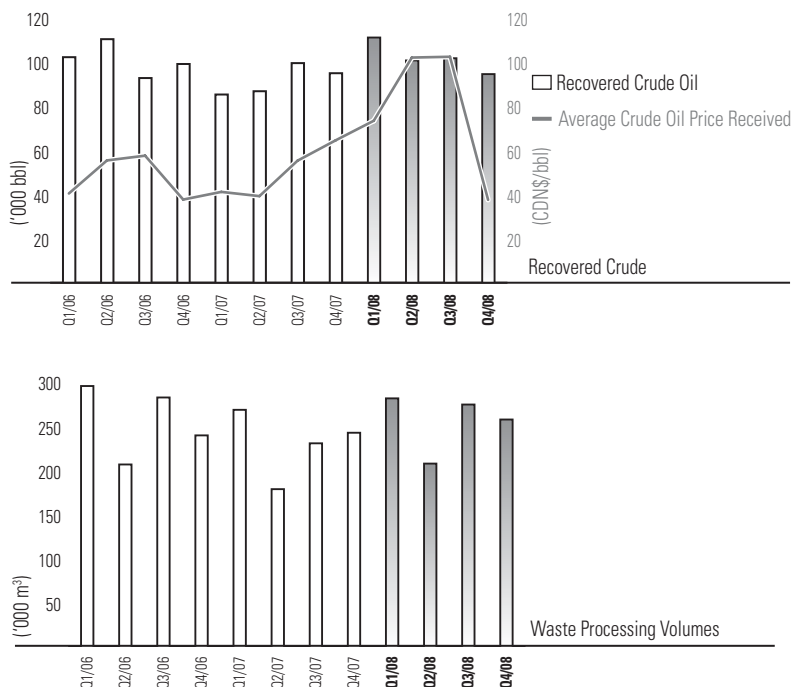 120
100
80
60
40
20
('000 bbl)
120
100
80
60
40
20
(CDN$/bbl)
Recovered Crude Oil
Average Crude Oil Price Received
Recovered Crude
Q1/06
Q2/06
Q3/06
Q4/06
Q1/07
Q2/07
Q3/07
Q4/07
Q1/08
Q2/08
Q3/08
Q4/08
300
250
200
150
100
50
('000 m³)
Waste Processing Volumes
Q1/06
Q2/06
Q3/06
Q4/06
Q1/07
Q2/07
Q3/07
Q4/07
Q1/08
Q2/08
Q3/08
Q4/08